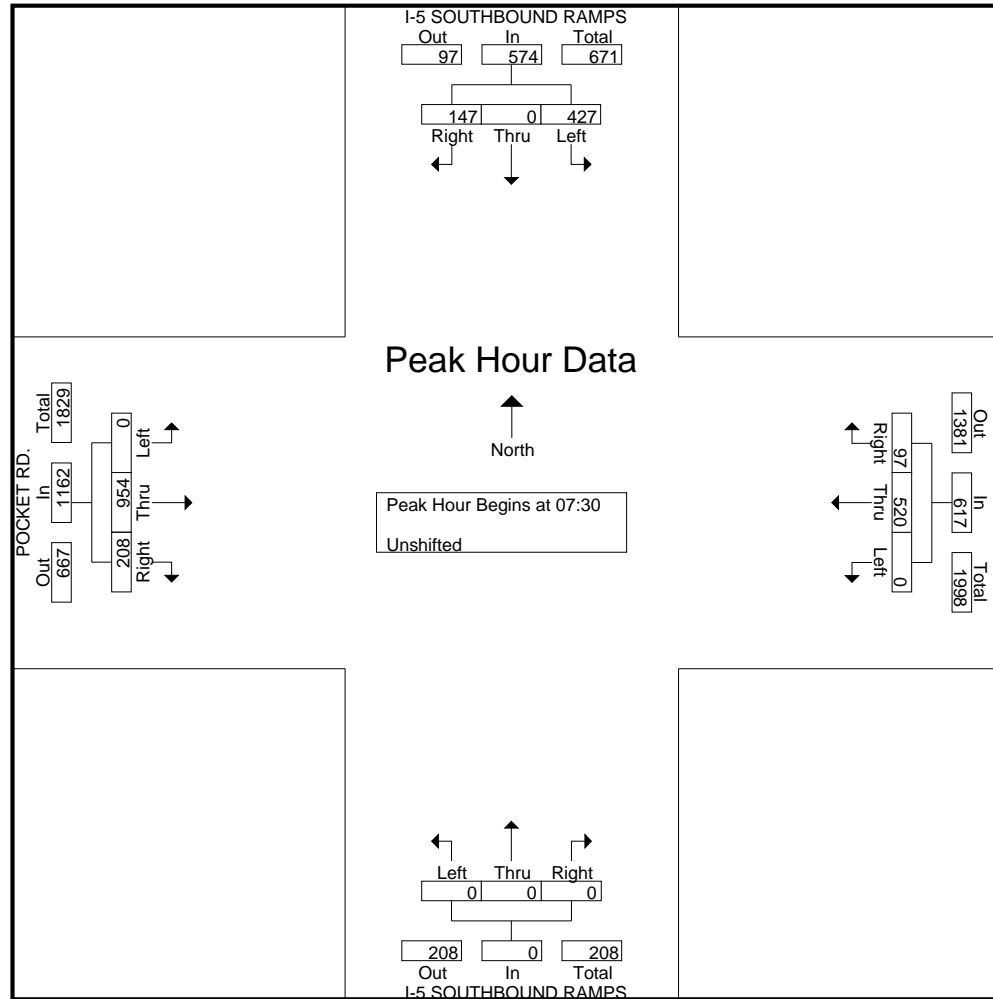 I-5 SOUTHBOUND RAMPS
Out In Total
97 574 671
147 0 427
Right Thru Left
Peak Hour Data
North
Peak Hour Begins at 07:30
Unshifted
POCKET RD.
Out In Total
667 1162 1829
208 954 0
Right Thru Left
Out In Total
1381 617 1998
97 520 0
Right Thru Left
Left Thru Right
0 0 0
208 0 208
Out In Total
I-5 SOUTHBOUND RAMPS